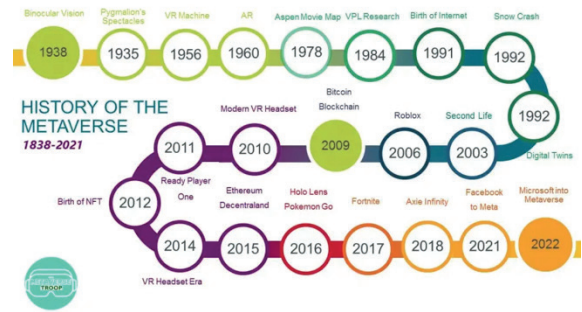 Binocular Vision
Pygmalion's
Spectacles
VR Machine
AR
Aspen Movie Map
VPL Research
Birth of Internet
Snow Crash
1938
1935
1956
1960
1978
1984
1991
1992
HISTORY OF THE
METAVERSE
1838-2021
1992
Digital Twins
Modern VR Headset
Bitcoin
Blockchain
Roblox
Second Life
2011
2010
2009
2006
2003
Ready Player
One
Birth of NFT
2012
Ethereum
Decentraland
Holo Lens
Pokemon Go
Fortnite
Axie Infinity
Facebook
to Meta
Microsoft into
Metaverse
2014
2015
2016
2017
2018
2021
2022
VR Headset Era
TROOP